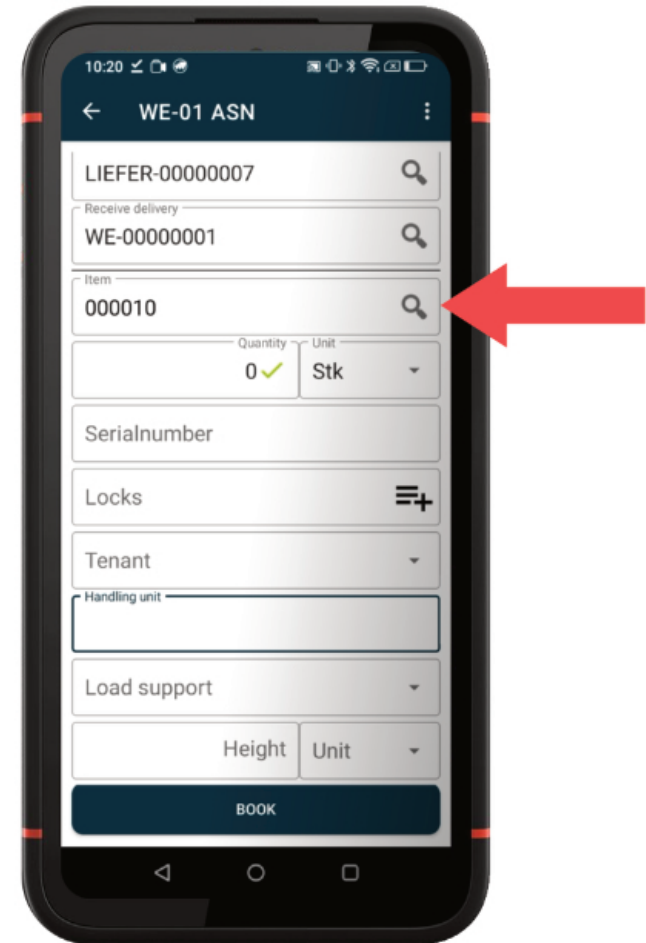 10:20
WE-01 ASN
LIEFER-00000007
Receive delivery
WE-00000001
Item
000010
Quantity Unit
0 Stk
Serialnumber
Locks
Tenant
Handling unit
Load support
Height Unit
BOOK